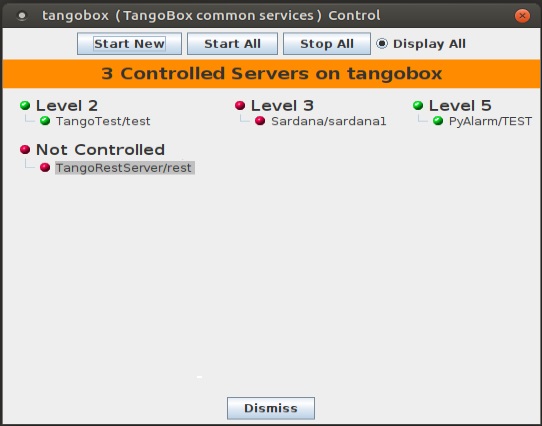 tangobox (TangoBox common services) Control
Start New Start All Stop All Display All
3 Controlled Servers on tangobox
Level 2 Level 3 Level 5
TangoTest/test Sardana/sardana1 PyAlarm/TEST
Not Controlled
TangoRestServer/rest
Dismiss